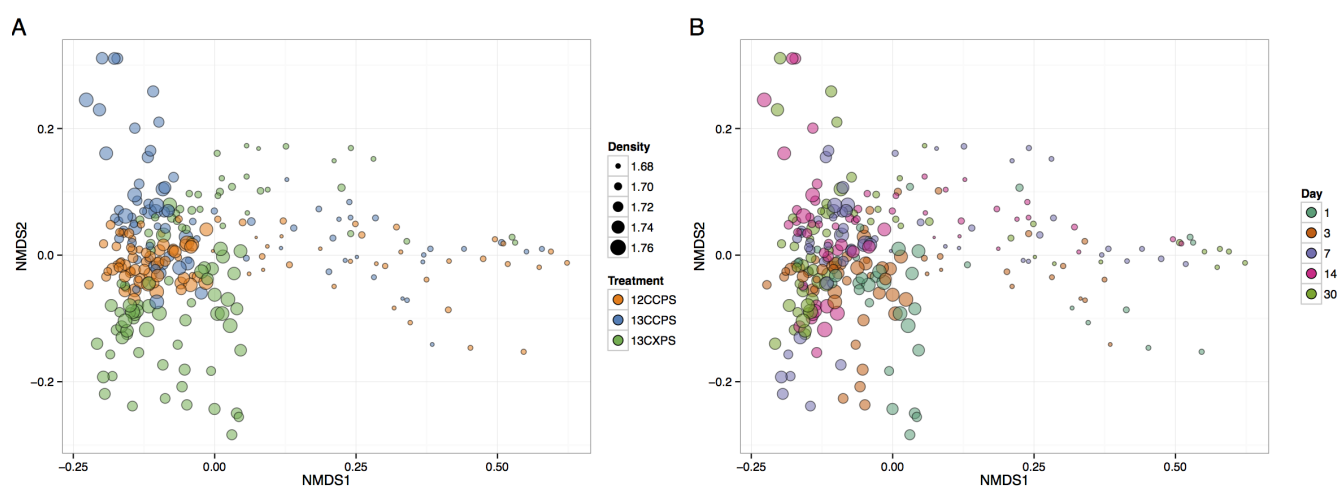 A
0.2
0.0
−0.2
NMDS2
−0.25
0.00
0.25
0.50
NMDS1
Density
1.68
1.70
1.72
1.74
1.76
Treatment
12CCPS
13CCPS
13CXPS
B
0.2
0.0
−0.2
NMDS2
−0.25
0.00
0.25
0.50
NMDS1
Day
1
3
7
14
30